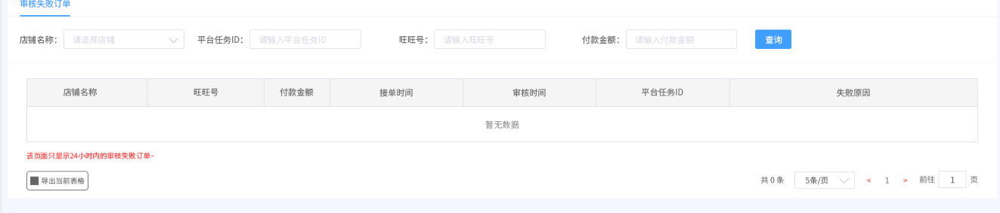 审核失败订单
店铺名称： 请选择店铺 平台任务ID： 请输入平台任务ID 旺旺号： 请输入旺旺号 付款金额： 请输入付款金额 查询
店铺名称 旺旺号 付款金额 接单时间 审核时间 平台任务ID 失败原因
暂无数据
该页面只显示24小时内的审核失败订单~
导出当前表格 共 0 条 5条/页 < 1 > 前往 1 页